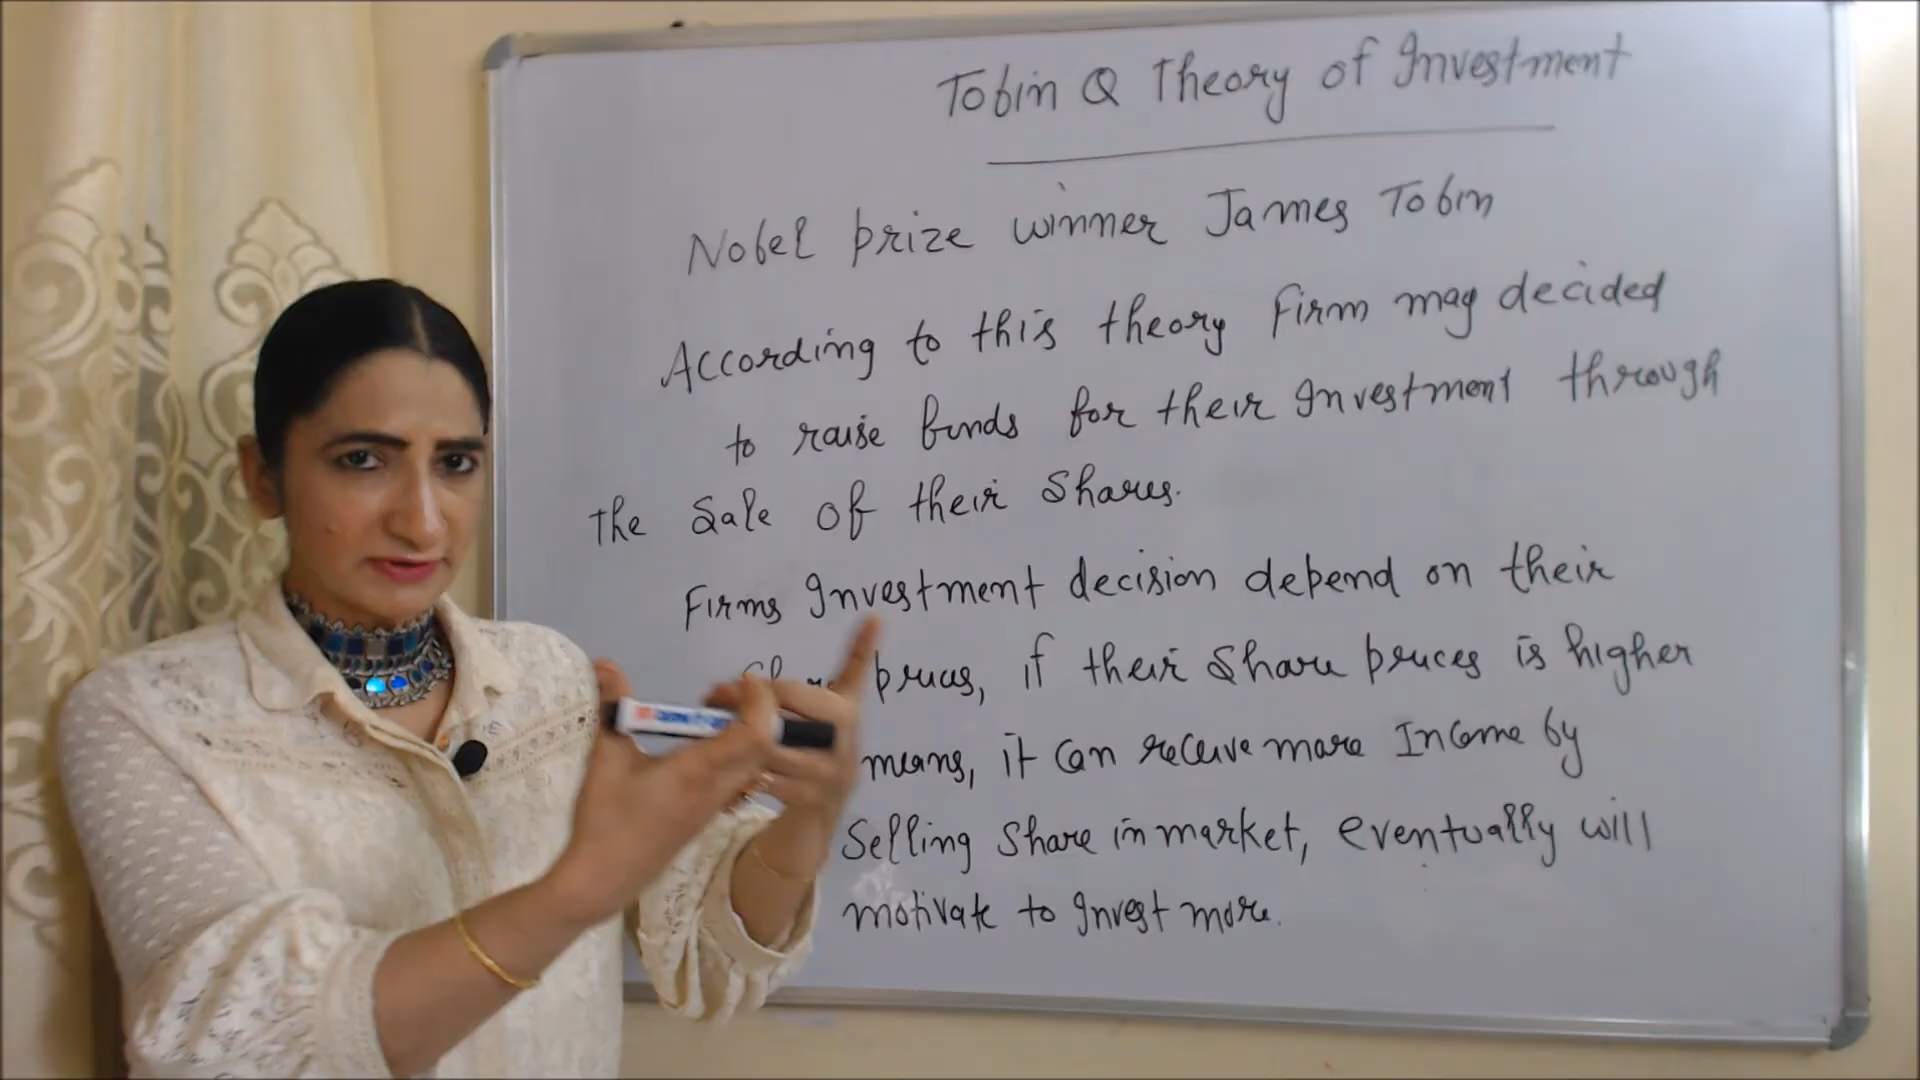 Tobin Q Theory of Investment
Nobel prize winner James Tobin
According to this theory Firm may decided
to raise funds for their Investment through
the Sale of their Shares.
Firms Investment decision depend on their
prices, if their Share prices is higher
means, it can receive more Income by
Selling Share in market, eventually will
motivate to Invest more.